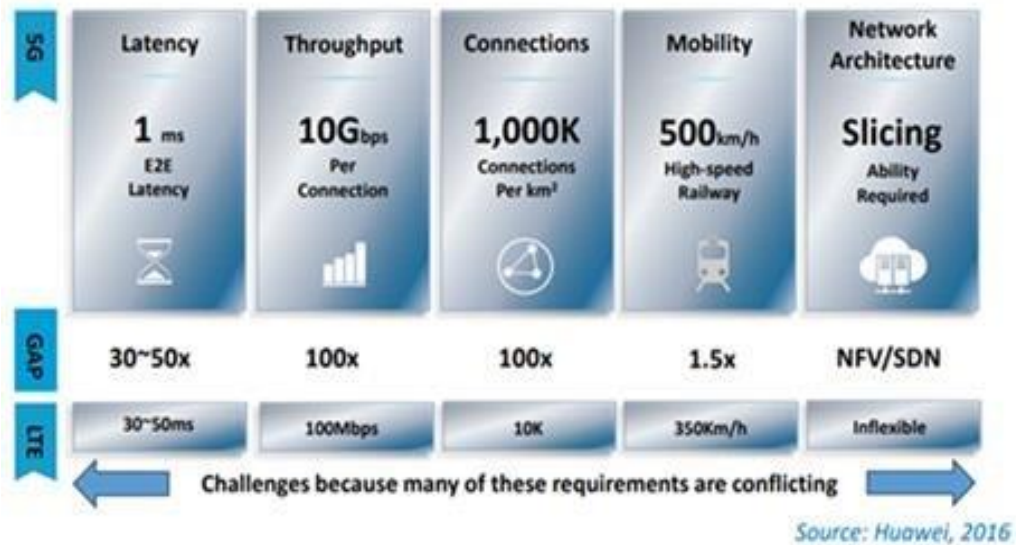 5G
Latency
1 ms
E2E
Latency
Throughput
10Gbps
Per
Connection
Connections
1,000K
Connections
Per km²
Mobility
500km/h
High-speed
Railway
Network
Architecture
Slicing
Ability
Required
GAP
30~50x
100x
100x
1.5x
NFV/SDN
LTE
30~50ms
100Mbps
10K
350Km/h
Inflexible
Challenges because many of these requirements are conflicting
Source: Huawei, 2016